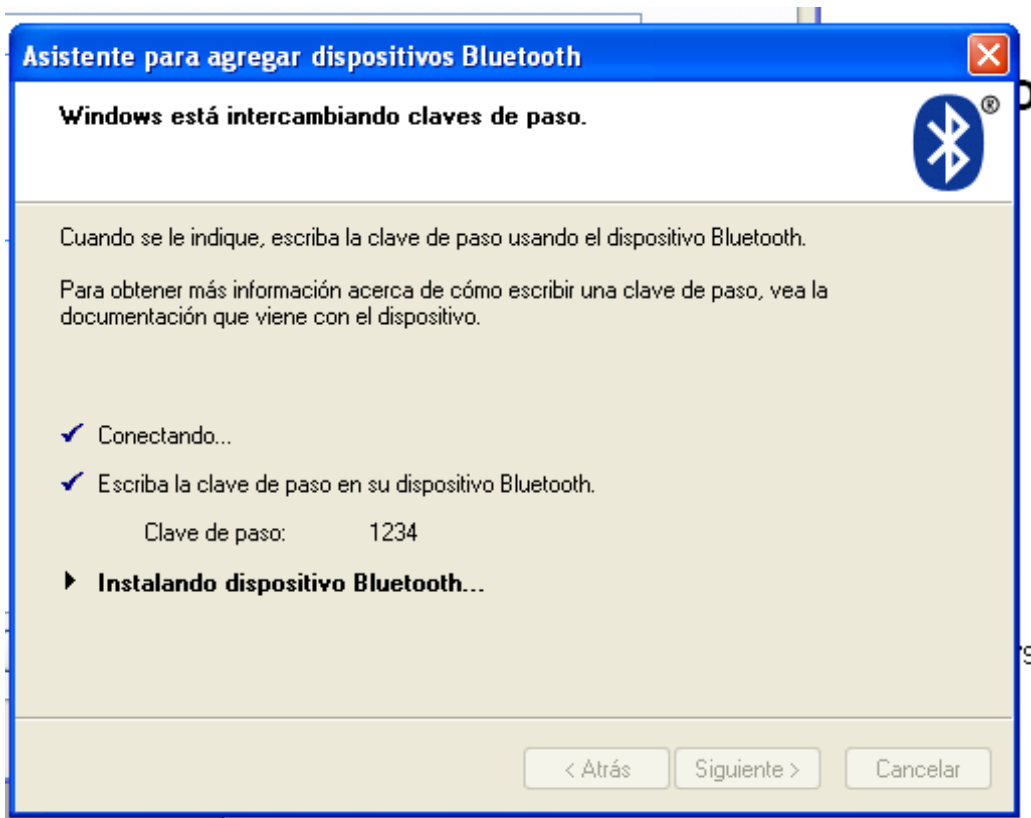 Asistente para agregar dispositivos Bluetooth
Windows está intercambiando claves de paso.
®
Cuando se le indique, escriba la clave de paso usando el dispositivo Bluetooth.
Para obtener más información acerca de cómo escribir una clave de paso, vea la
documentación que viene con el dispositivo.
Conectando...
Escriba la clave de paso en su dispositivo Bluetooth.
Clave de paso: 1234
Instalando dispositivo Bluetooth...
< Atrás Siguiente > Cancelar